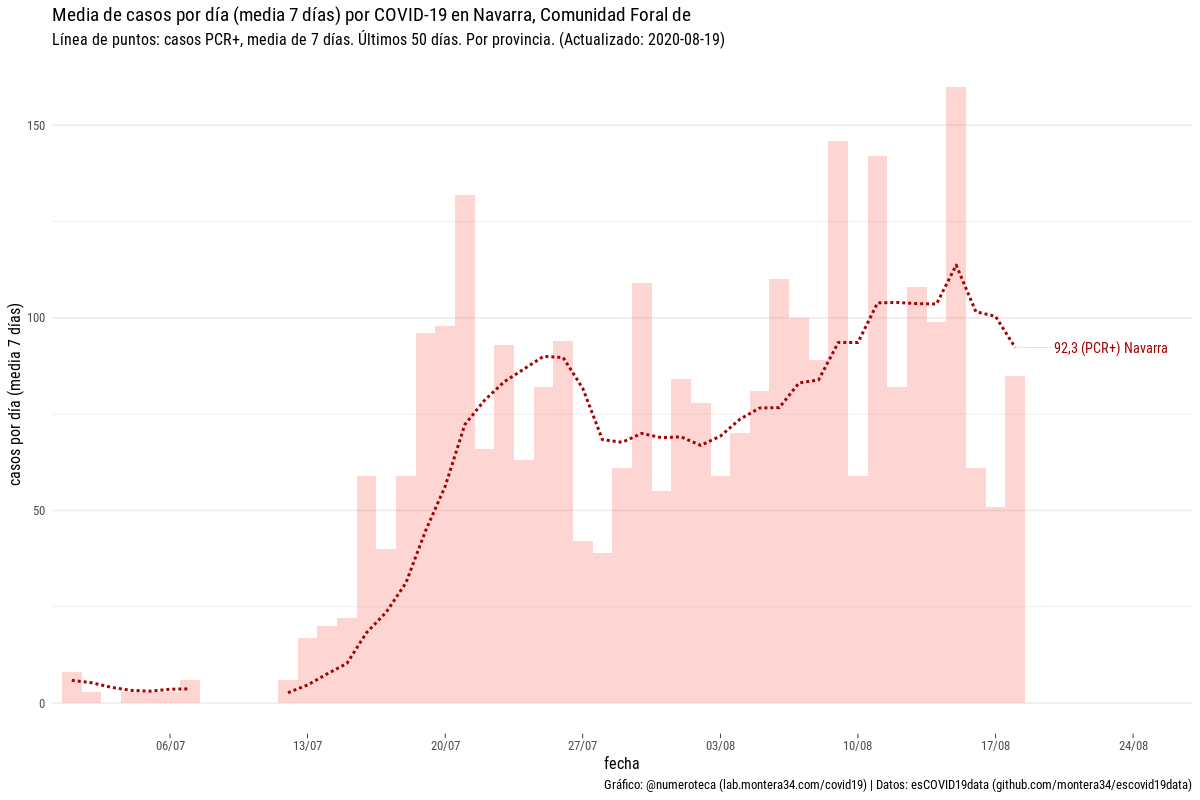 Media de casos por día (media 7 días) por COVID-19 en Navarra, Comunidad Foral de
Línea de puntos: casos PCR+, media de 7 días. Últimos 50 días. Por provincia. (Actualizado: 2020-08-19)
casos por día (media 7 días)
150
100
50
0
92,3 (PCR+) Navarra
06/07
13/07
20/07
27/07
03/08
10/08
17/08
24/08
fecha
Gráfico: @numeroteca (lab.montera34.com/covid19) | Datos: esCOVID19data (github.com/montera34/escovid19data)